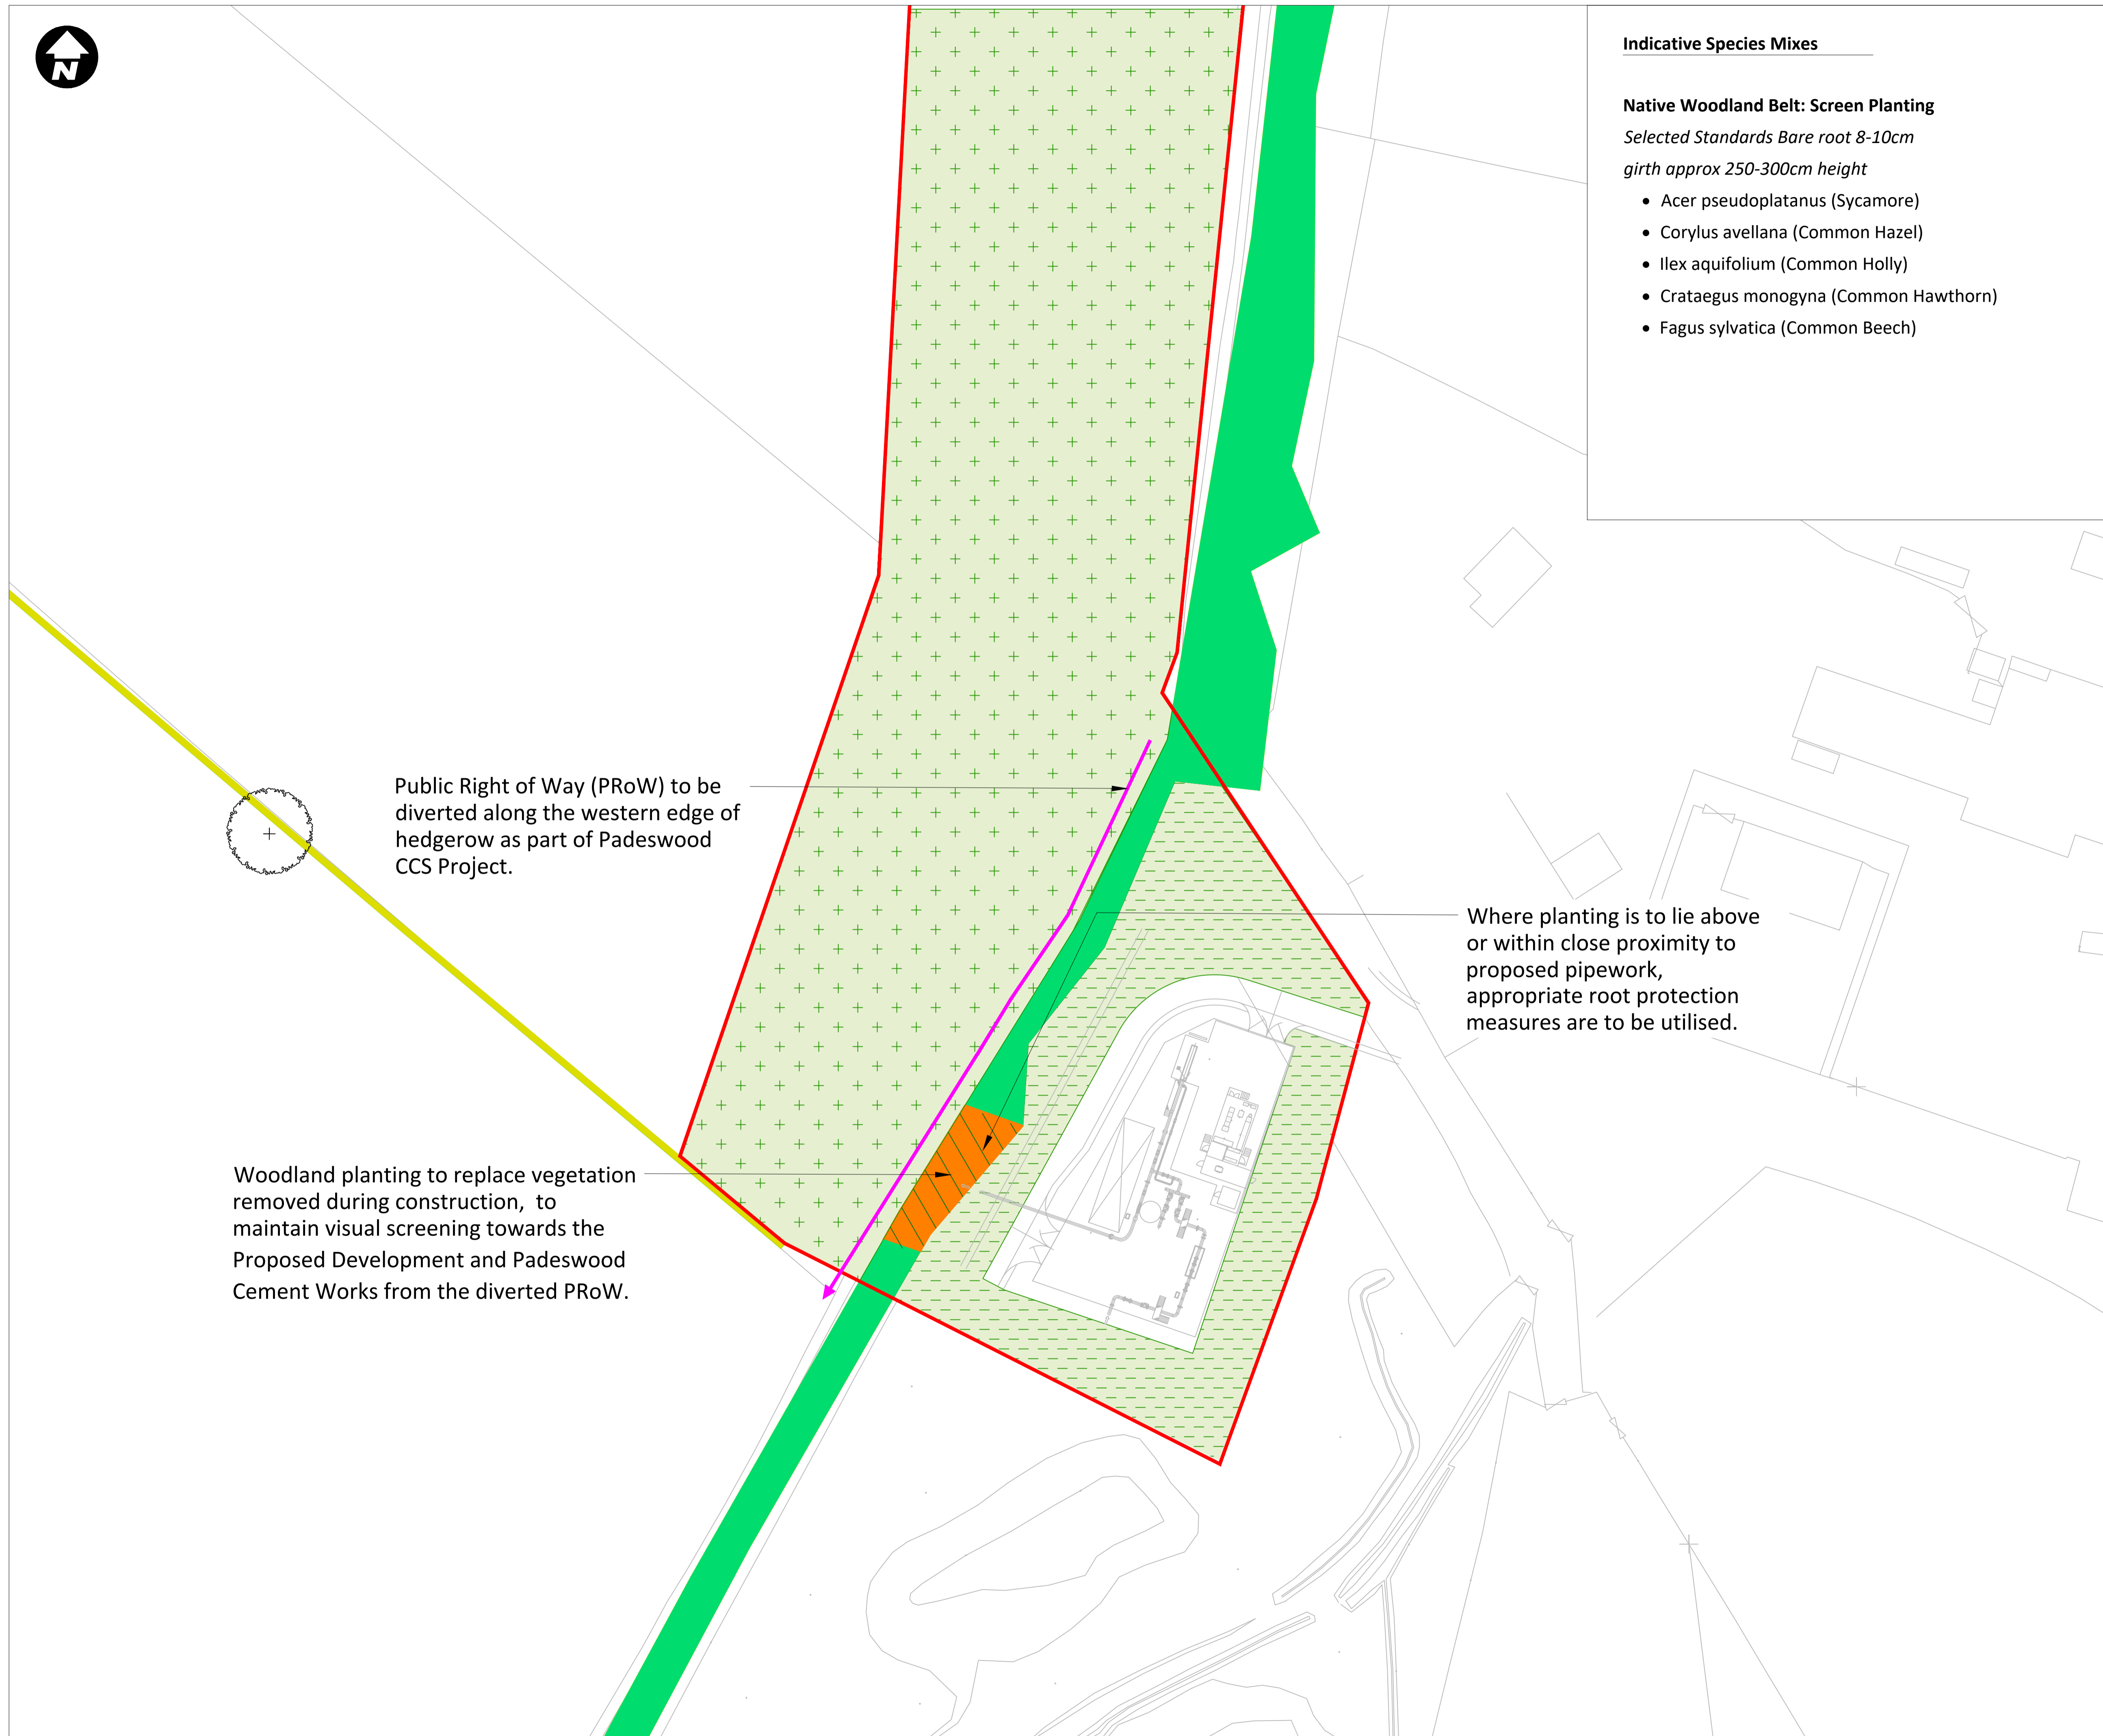 N
Indicative Species Mixes
Native Woodland Belt: Screen Planting
Selected Standards Bare root 8-10cm
girth approx 250-300cm height
• Acer pseudoplatanus (Sycamore)
• Corylus avellana (Common Hazel)
• Ilex aquifolium (Common Holly)
• Crataegus monogyna (Common Hawthorn)
• Fagus sylvatica (Common Beech)
Public Right of Way (PRoW) to be
diverted along the western edge of
hedgerow as part of Padeswood
CCS Project.
Where planting is to lie above
or within close proximity to
proposed pipework,
appropriate root protection
measures are to be utilised.
Woodland planting to replace vegetation
removed during construction, to
maintain visual screening towards the
Proposed Development and Padeswood
Cement Works from the diverted PRoW.